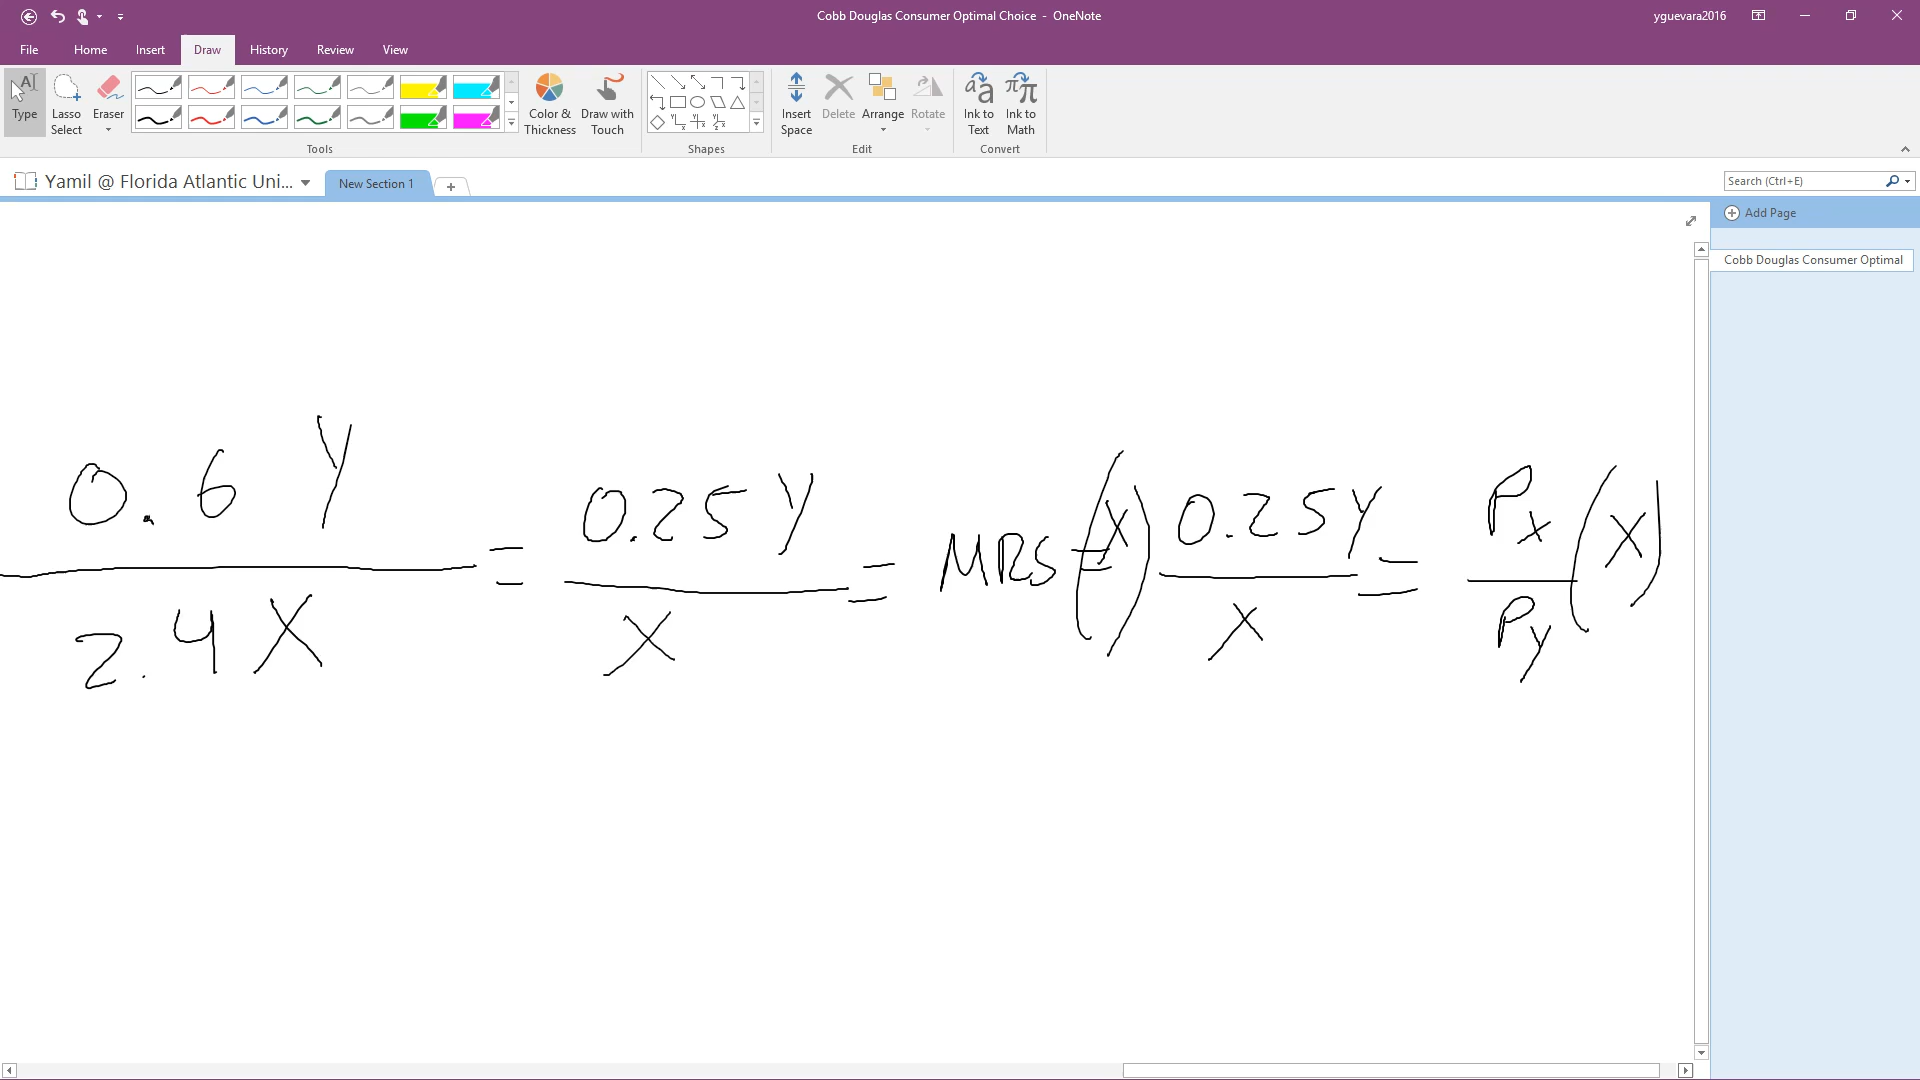 Cobb Douglas Consumer Optimal Choice - OneNote
yguevara2016
File Home Insert Draw History Review View
Type
Lasso Select
Eraser
Color & Thickness
Draw with Touch
Insert Space
Delete
Arrange
Rotate
Ink to Text
Ink to Math
Tools
Shapes
Edit
Convert
Yamil @ Florida Atlantic Uni...
New Section 1
Search (Ctrl+E)
Add Page
Cobb Douglas Consumer Optimal
0.6 Y / 2.4 X = 0.25 Y / X = MRS = (X) 0.25Y / X = Px / Py (X)